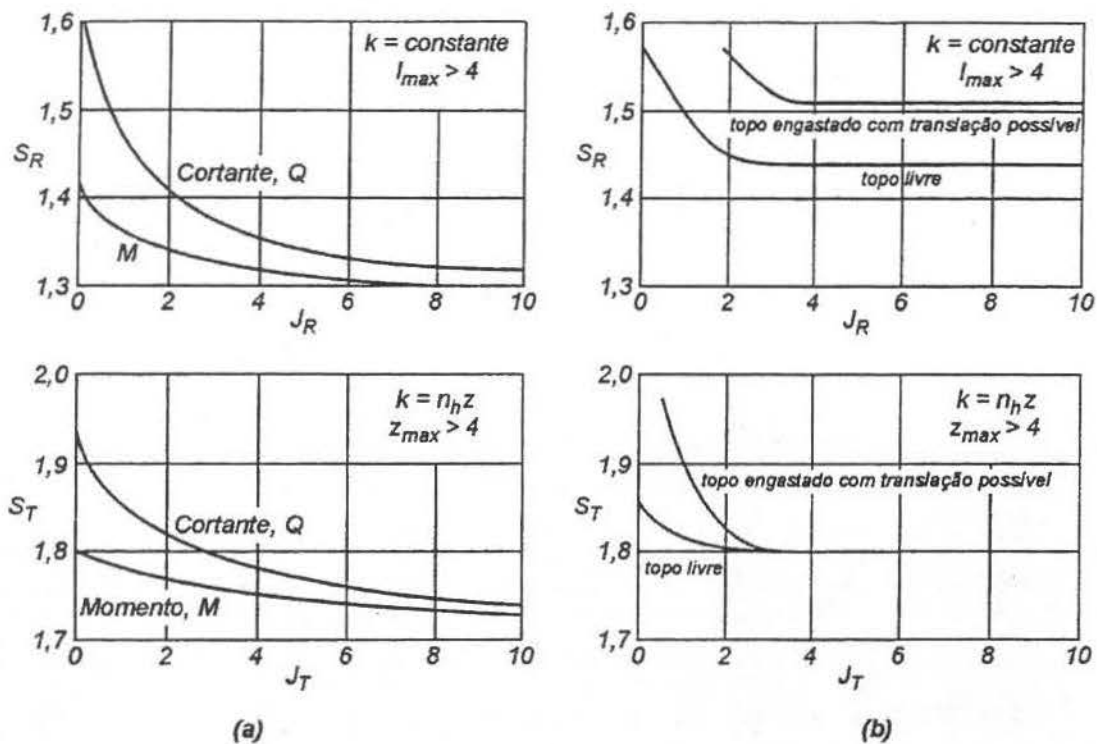 1,6
1,5
S_R
1,4
1,3
k = constante
l_max > 4
Cortante, Q
M
0 2 4 6 8 10
J_R
1,6
1,5
S_R
1,4
1,3
k = constante
l_max > 4
topo engastado com translação possível
topo livre
0 2 4 6 8 10
J_R
2,0
1,9
S_T
1,8
1,7
k = n_h z
z_max > 4
Cortante, Q
Momento, M
0 2 4 6 8 10
J_T
(a)
2,0
1,9
S_T
1,8
1,7
k = n_h z
z_max > 4
topo engastado com translação possível
topo livre
0 2 4 6 8 10
J_T
(b)